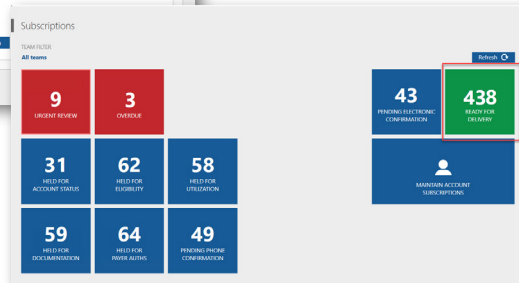 Subscriptions
TEAM FILTER
All teams
Refresh
9
URGENT REVIEW
3
OVERDUE
43
PENDING ELECTRONIC
CONFIRMATION
438
READY FOR
DELIVERY
31
HELD FOR
ACCOUNT STATUS
62
HELD FOR
ELIGIBILITY
58
HELD FOR
UTILIZATION
MAINTAIN ACCOUNT
SUBSCRIPTIONS
59
HELD FOR
DOCUMENTATION
64
HELD FOR
PAYER AUTHS
49
PENDING PHONE
CONFIRMATION